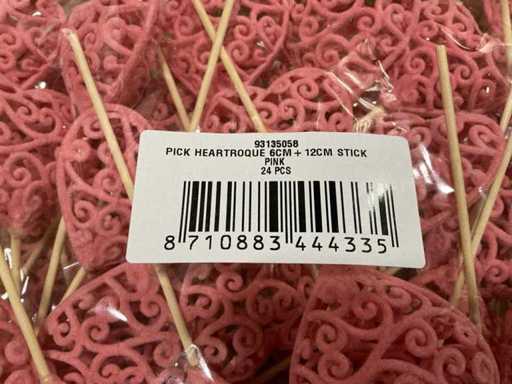 93135058
PICK HEARTROQUE 6CM + 12CM STICK
PINK
24 PCS
8 710883 444335